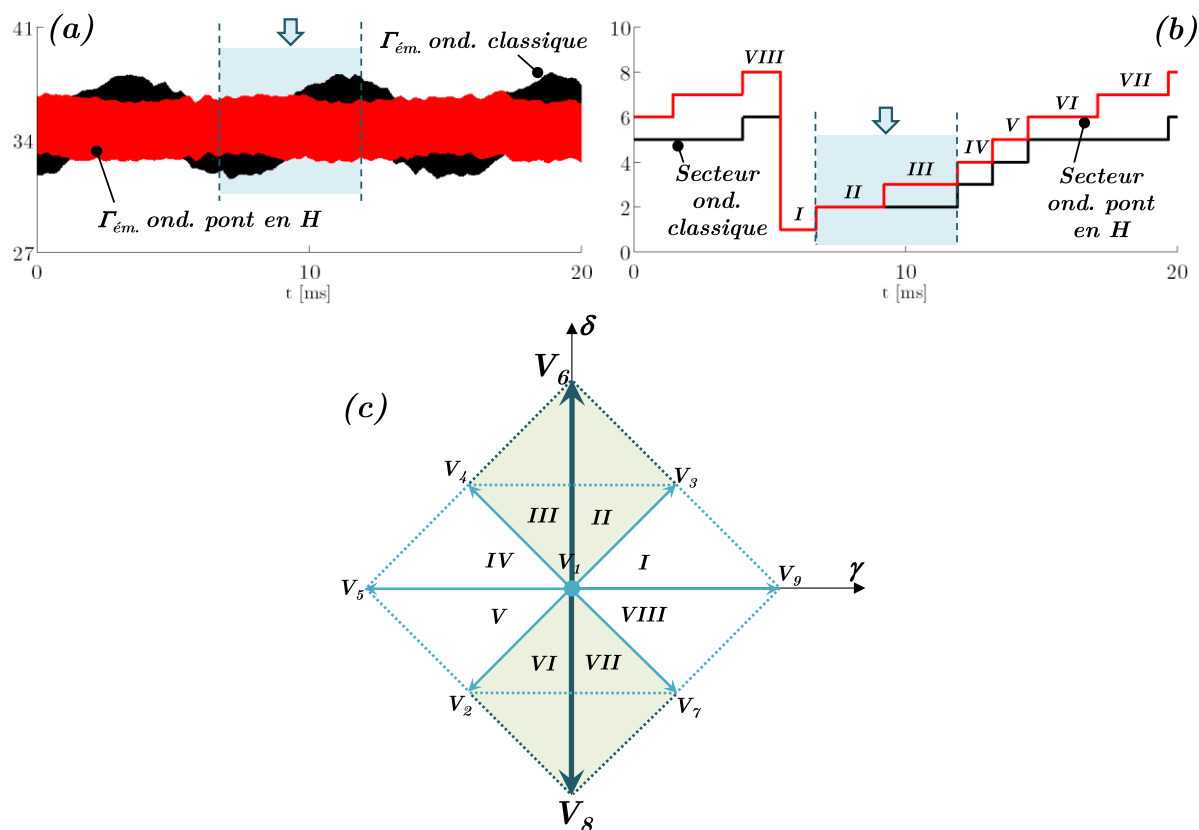 (a)
41
34
27
Γém. ond. classique
Γém. ond. pont en H
0
10
20
t [ms]
(b)
10
8
6
4
2
0
VIII
I
II
III
IV
V
VI
VII
Secteur
ond.
classique
Secteur
ond. pont
en H
0
10
20
t [ms]
(c)
δ
V6
V4
V3
III
II
IV
V1
I
γ
V5
V9
V
VIII
VI
VII
V2
V7
V8